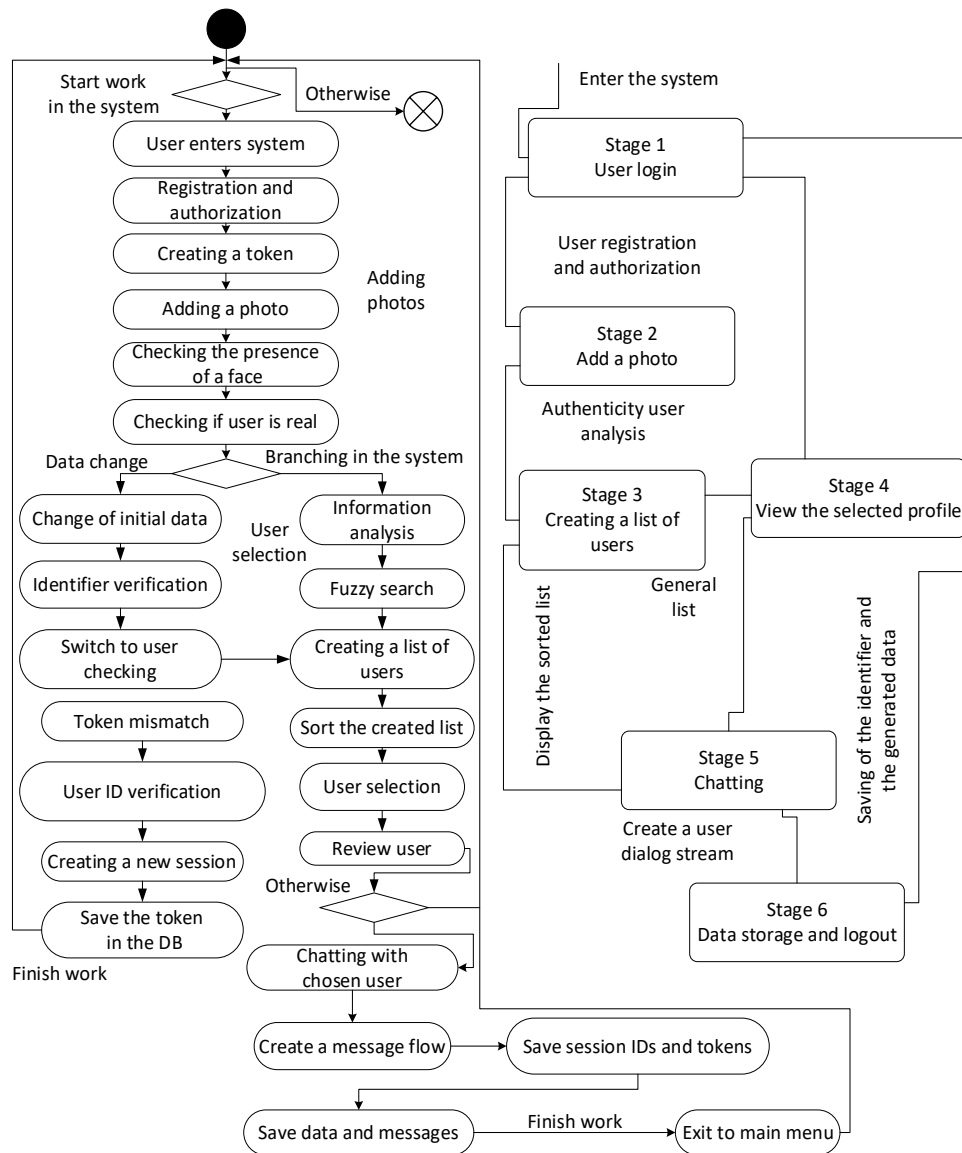 Start work
in the system
Otherwise
User enters system
Registration and
authorization
Creating a token
Adding
photos
Adding a photo
Checking the presence
of a face
Checking if user is real
Data change
Branching in the system
Change of initial data
User
selection
Information
analysis
Identifier verification
Fuzzy search
Switch to user
checking
Creating a list of
users
Token mismatch
Sort the created list
User ID verification
User selection
Creating a new session
Review user
Otherwise
Save the token
in the DB
Finish work
Chatting with
chosen user
Create a message flow
Save session IDs and tokens
Save data and messages
Finish work
Exit to main menu
Enter the system
Stage 1
User login
User registration
and authorization
Stage 2
Add a photo
Authenticity user
analysis
Stage 3
Creating a list of
users
Stage 4
View the selected profile
General
list
Display the sorted list
Saving of the identifier and
the generated data
Stage 5
Chatting
Create a user
dialog stream
Stage 6
Data storage and logout